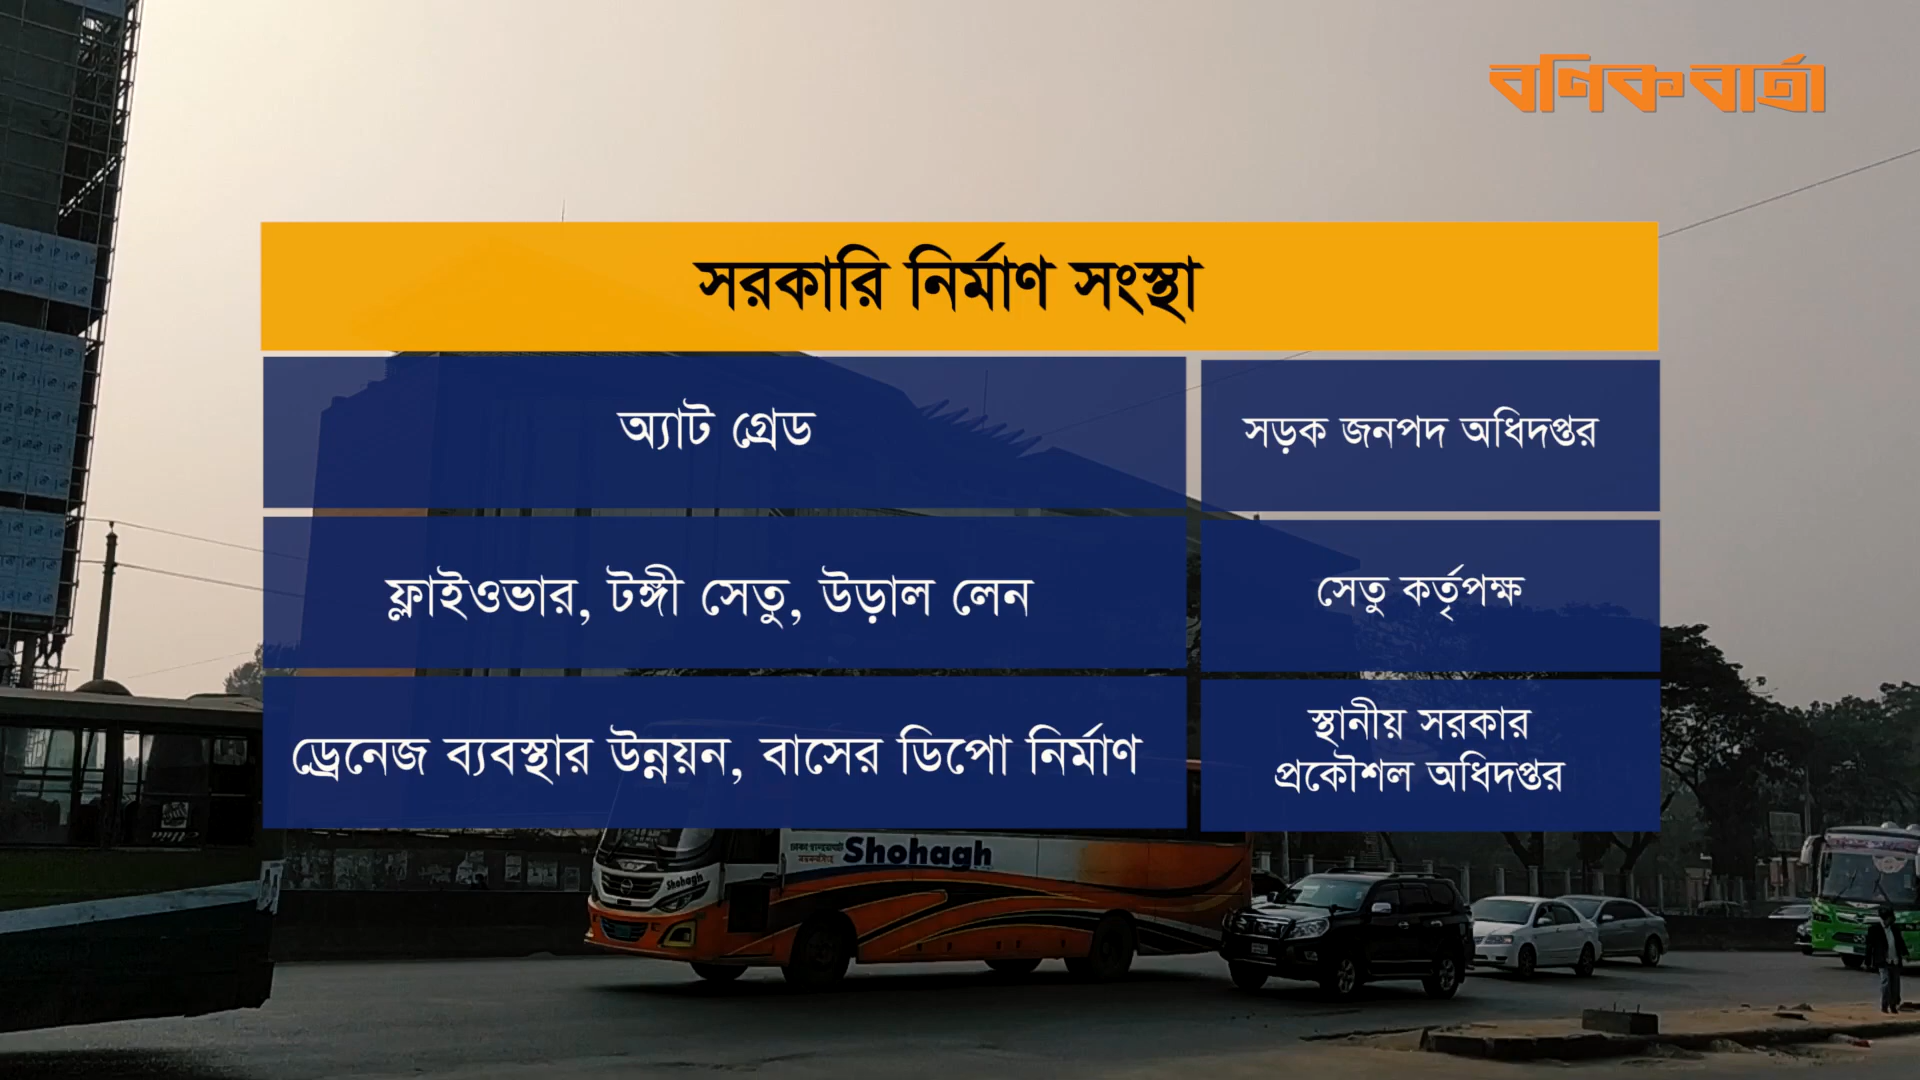 বণিক বার্তা
সরকারি নির্মাণ সংস্থা
অ্যাট গ্রেড
সড়ক জনপদ অধিদপ্তর
ফ্লাইওভার, টঙ্গী সেতু, উড়াল লেন
সেতু কর্তৃপক্ষ
ড্রেনেজ ব্যবস্থার উন্নয়ন, বাসের ডিপো নির্মাণ
স্থানীয় সরকার
প্রকৌশল অধিদপ্তর
Shohagh
Shohagh